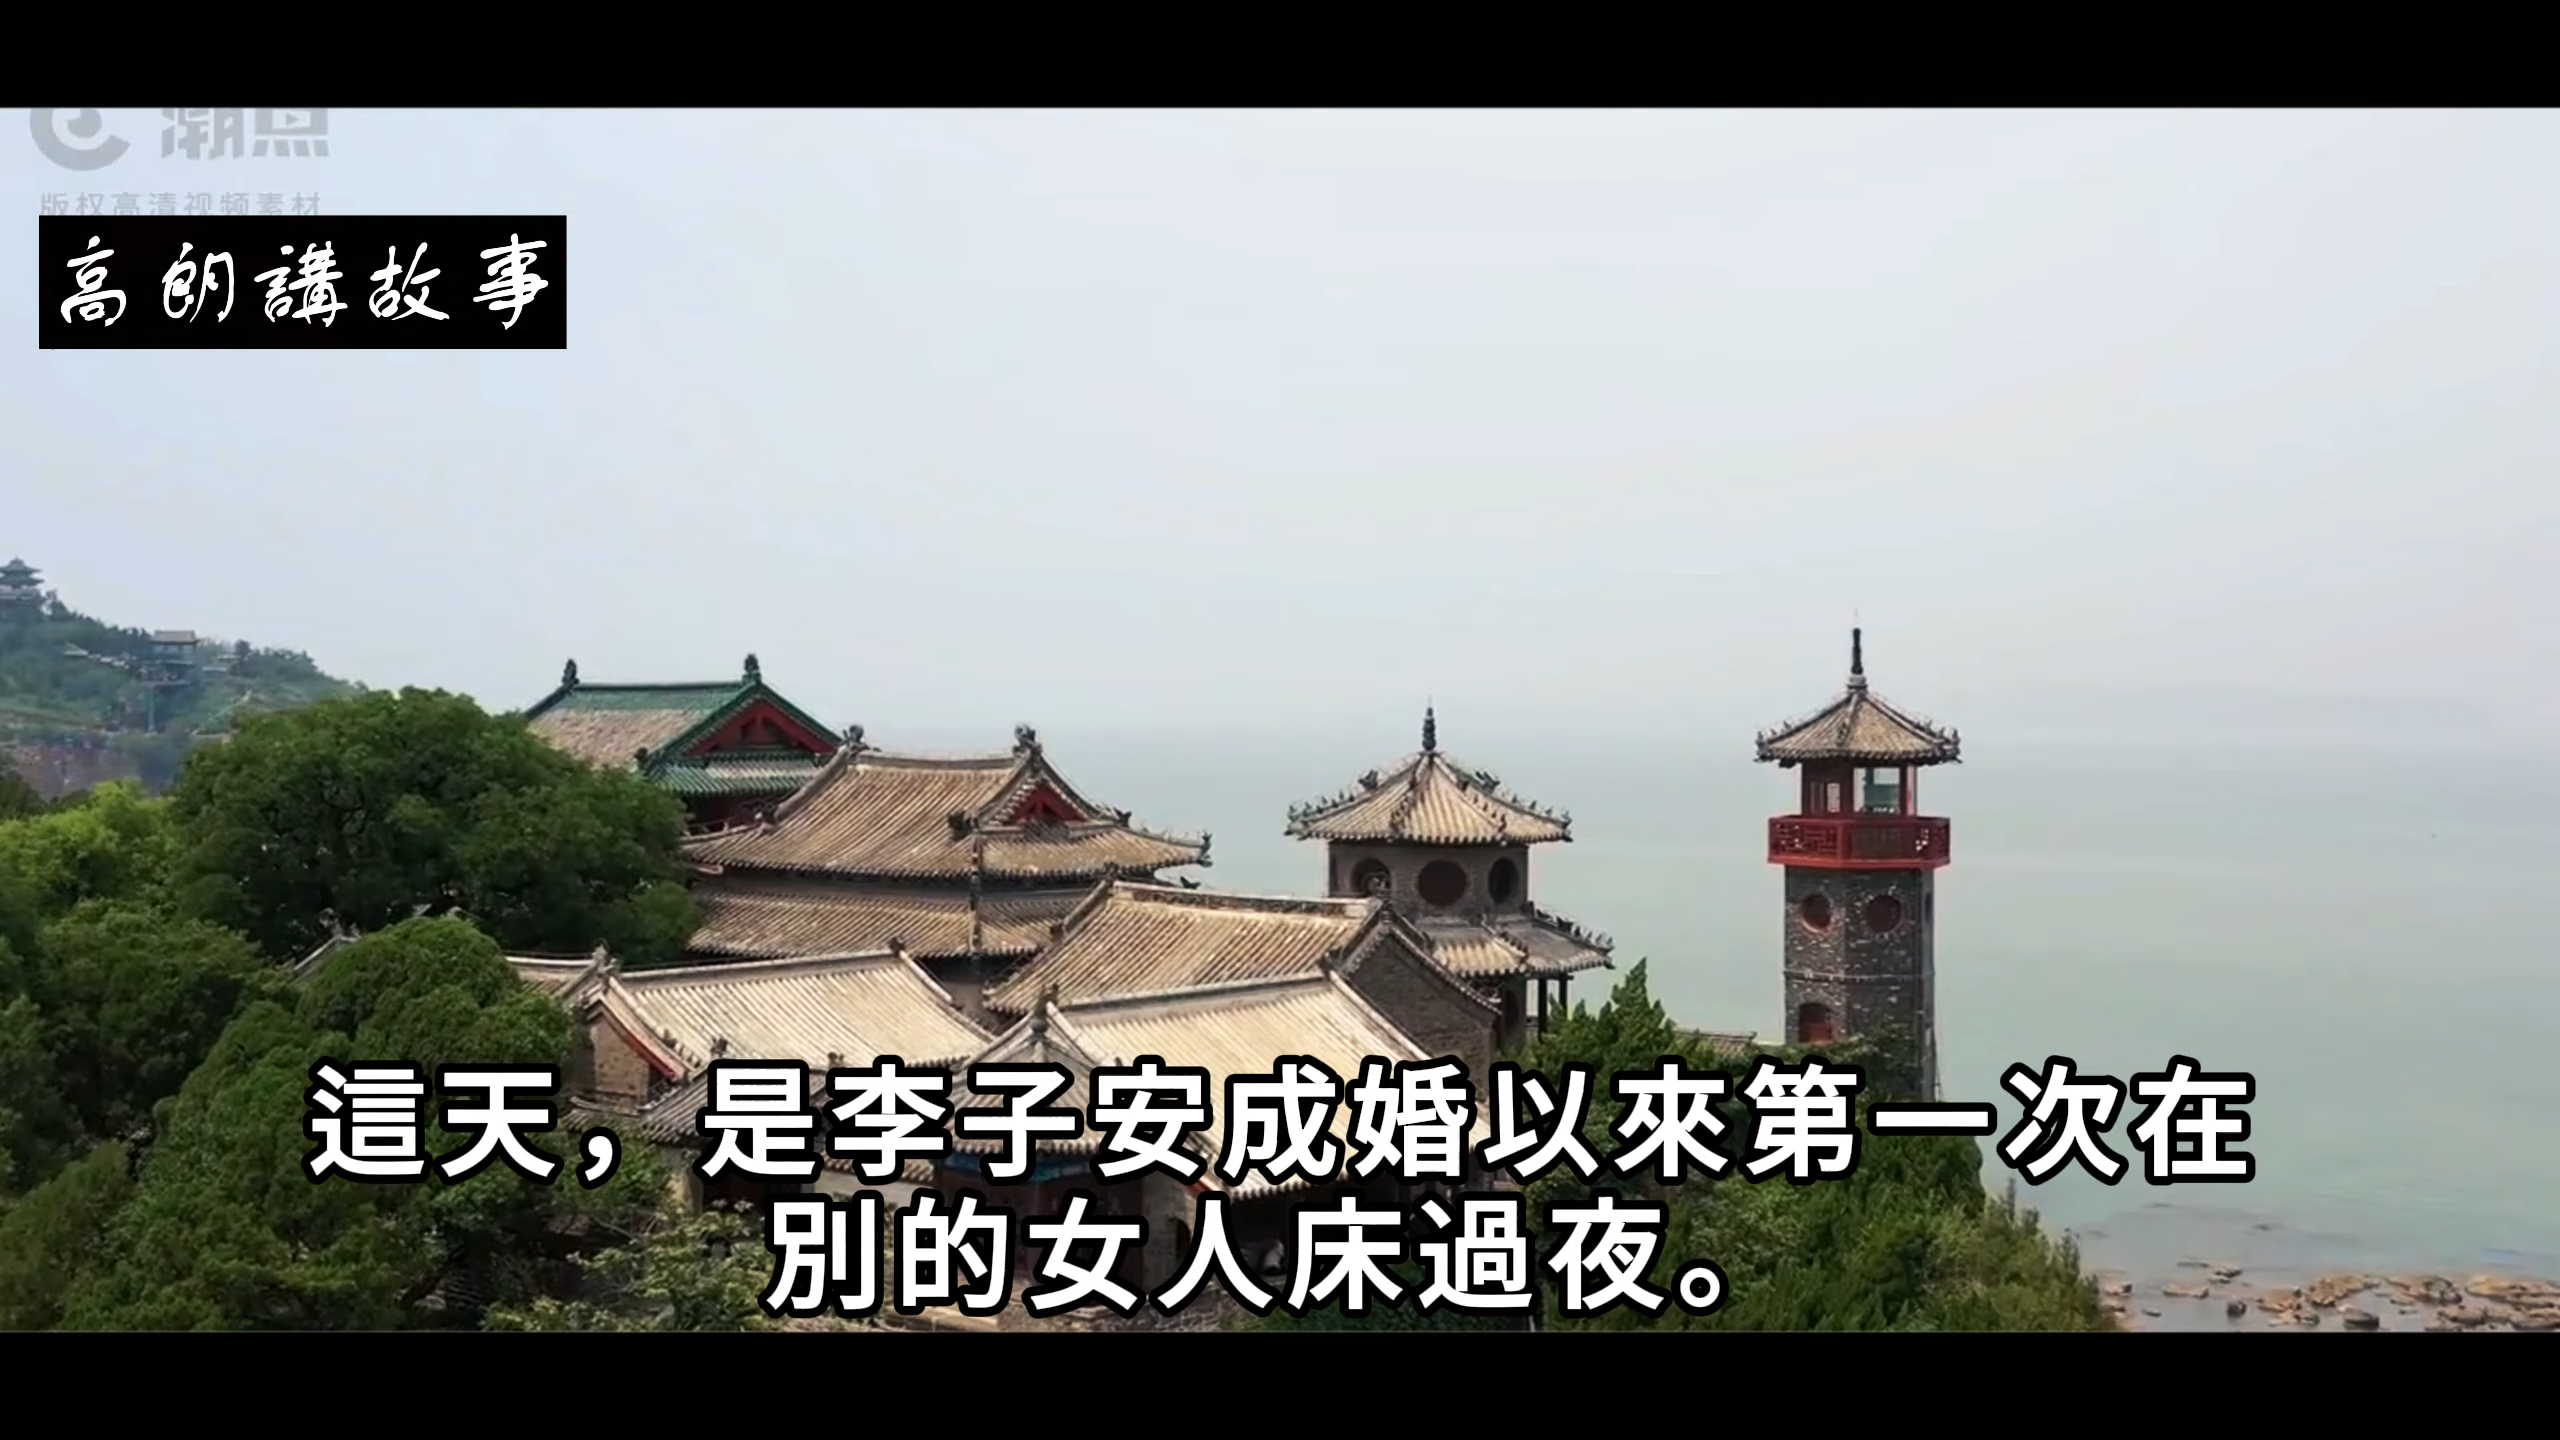 潮点
版权高清视频素材
高朗講故事
這天，是李子安成婚以來第一次在
別的女人床過夜。